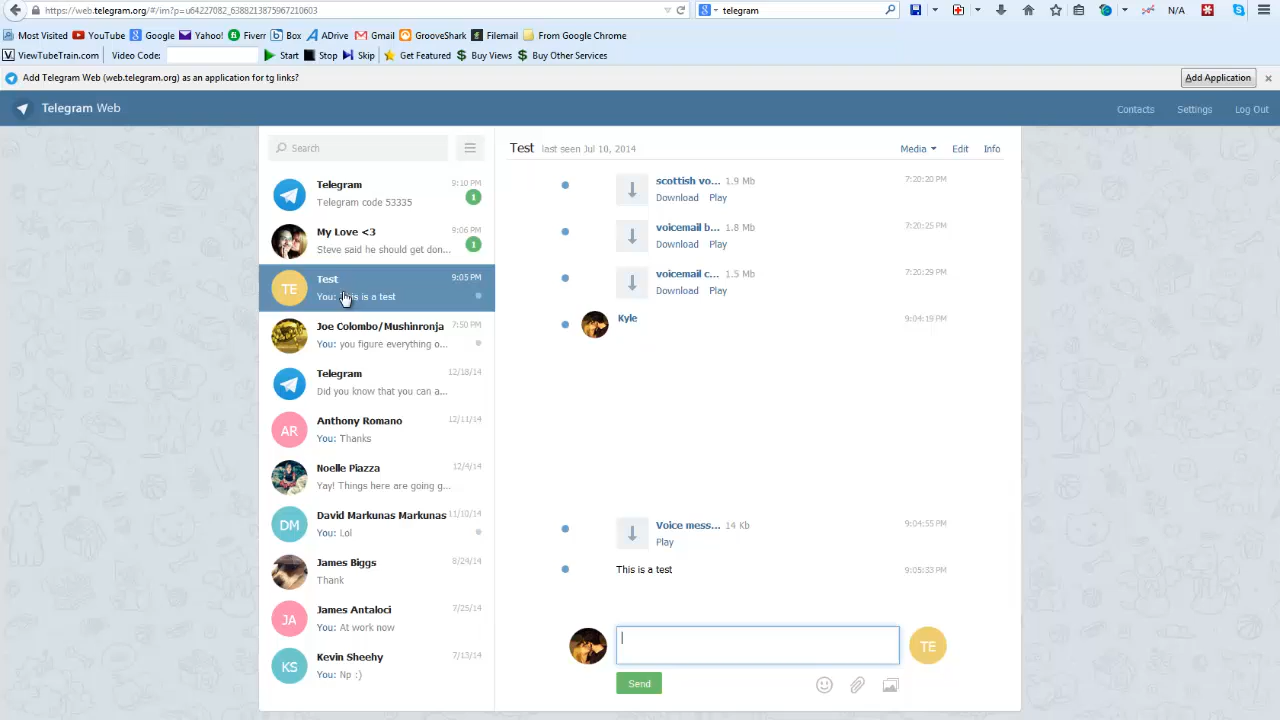 https://web.telegram.org/#/im?p=u64227082_6388213875967210603
telegram
N/A
Most Visited YouTube Google Yahoo! Fiverr Box ADrive Gmail GrooveShark Filemail From Google Chrome
ViewTubeTrain.com Video Code: Start Stop Skip Get Featured Buy Views Buy Other Services
Add Telegram Web (web.telegram.org) as an application for tg links?
Add Application
Telegram Web
Contacts Settings Log Out
Search
Telegram 9:10 PM
Telegram code 53335 1
My Love <3 9:06 PM
Steve said he should get don... 1
TE
Test 9:05 PM
You: This is a test
Joe Colombo/Mushinronja 7:50 PM
You: you figure everything o...
Telegram 12/18/14
Did you know that you can a...
AR
Anthony Romano 12/11/14
You: Thanks
Noelle Piazza 12/4/14
Yay! Things here are going g...
DM
David Markunas Markunas 11/10/14
You: Lol
James Biggs 8/24/14
Thank
JA
James Antaloci 7/25/14
You: At work now
KS
Kevin Sheehy 7/13/14
You: Np :)
Test last seen Jul 10, 2014
Media Edit Info
scottish vo... 1.9 Mb 7:20:20 PM
Download Play
voicemail b... 1.8 Mb 7:20:25 PM
Download Play
voicemail c... 1.5 Mb 7:20:29 PM
Download Play
Kyle 9:04:19 PM
Voice mess... 14 Kb 9:04:55 PM
Play
This is a test 9:05:33 PM
TE
Send